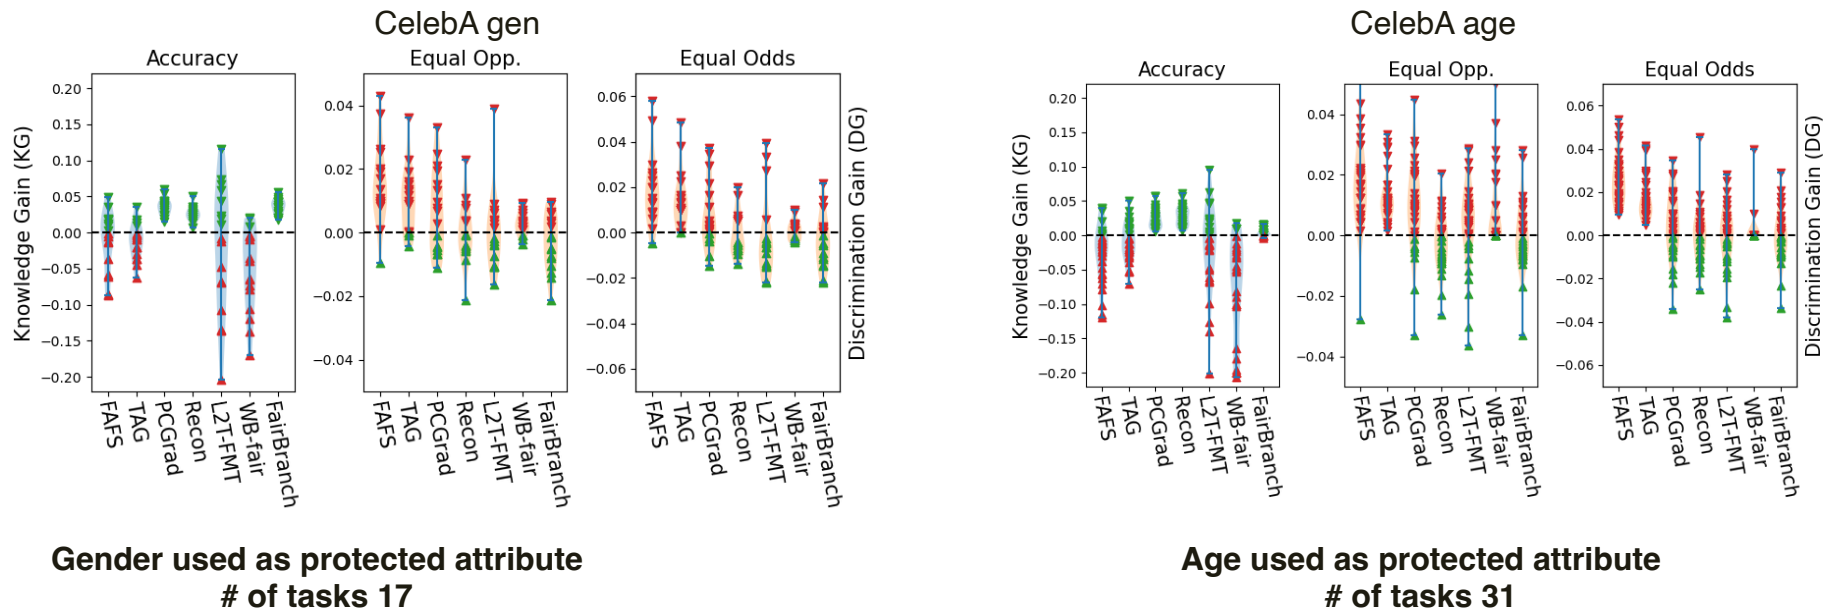 CelebA gen
Accuracy
Equal Opp.
Equal Odds
Knowledge Gain (KG)
0.20
0.15
0.10
0.05
0.00
−0.05
−0.10
−0.15
−0.20
0.04
0.02
0.00
−0.02
−0.04
0.06
0.04
0.02
0.00
−0.02
−0.04
−0.06
Discrimination Gain (DG)
FAFS
TAG
PCGrad
Recon
L2T-FMT
WB-fair
FairBranch
FAFS
TAG
PCGrad
Recon
L2T-FMT
WB-fair
FairBranch
FAFS
TAG
PCGrad
Recon
L2T-FMT
WB-fair
FairBranch
Gender used as protected attribute
# of tasks 17
CelebA age
Accuracy
Equal Opp.
Equal Odds
Knowledge Gain (KG)
0.20
0.15
0.10
0.05
0.00
−0.05
−0.10
−0.15
−0.20
0.04
0.02
0.00
−0.02
−0.04
0.06
0.04
0.02
0.00
−0.02
−0.04
−0.06
Discrimination Gain (DG)
FAFS
TAG
PCGrad
Recon
L2T-FMT
WB-fair
FairBranch
FAFS
TAG
PCGrad
Recon
L2T-FMT
WB-fair
FairBranch
FAFS
TAG
PCGrad
Recon
L2T-FMT
WB-fair
FairBranch
Age used as protected attribute
# of tasks 31